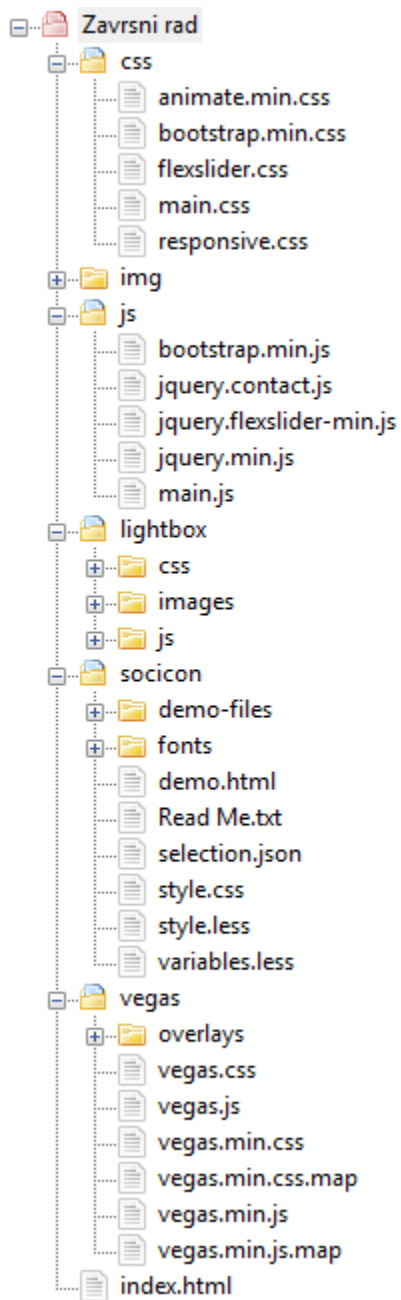 Zavrsni rad
css
animate.min.css
bootstrap.min.css
flexslider.css
main.css
responsive.css
img
js
bootstrap.min.js
jquery.contact.js
jquery.flexslider-min.js
jquery.min.js
main.js
lightbox
css
images
js
socicon
demo-files
fonts
demo.html
Read Me.txt
selection.json
style.css
style.less
variables.less
vegas
overlays
vegas.css
vegas.js
vegas.min.css
vegas.min.css.map
vegas.min.js
vegas.min.js.map
index.html